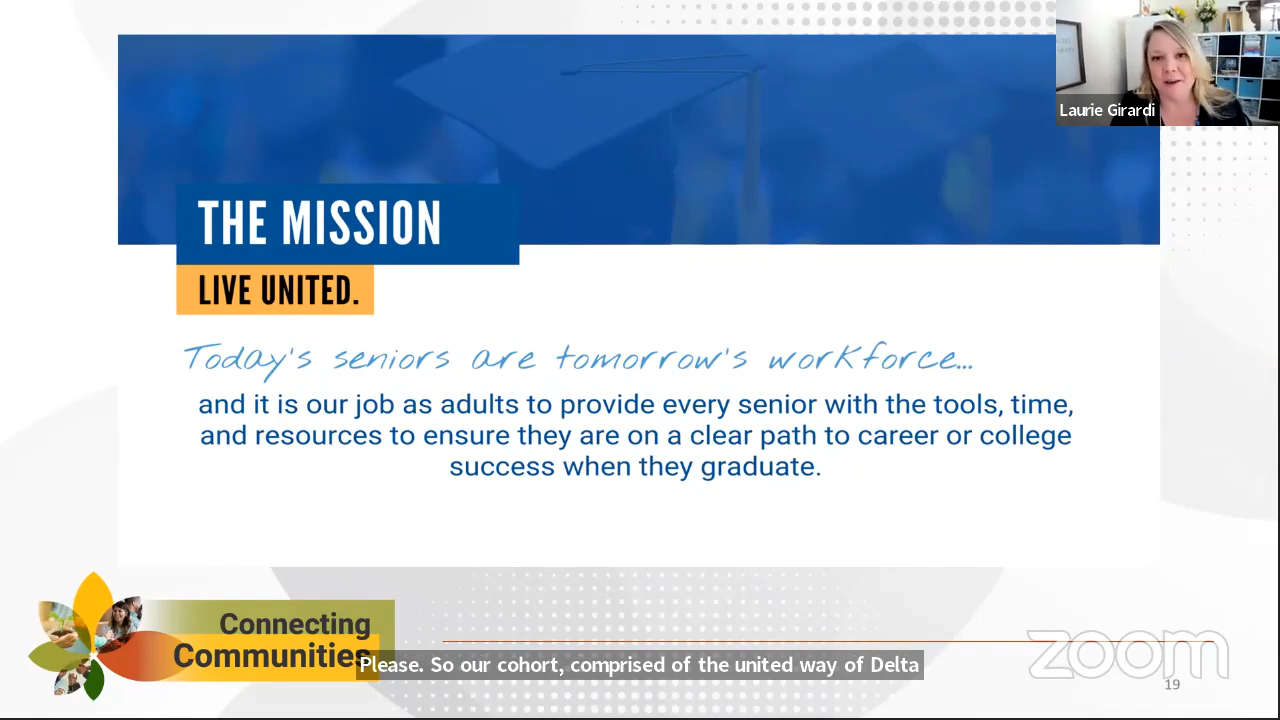 Laurie Girardi
THE MISSION
LIVE UNITED.
Today's seniors are tomorrow's workforce...
and it is our job as adults to provide every senior with the tools, time,
and resources to ensure they are on a clear path to career or college
success when they graduate.
Connecting
Communities
Please. So our cohort, comprised of the united way of Delta
zoom
19